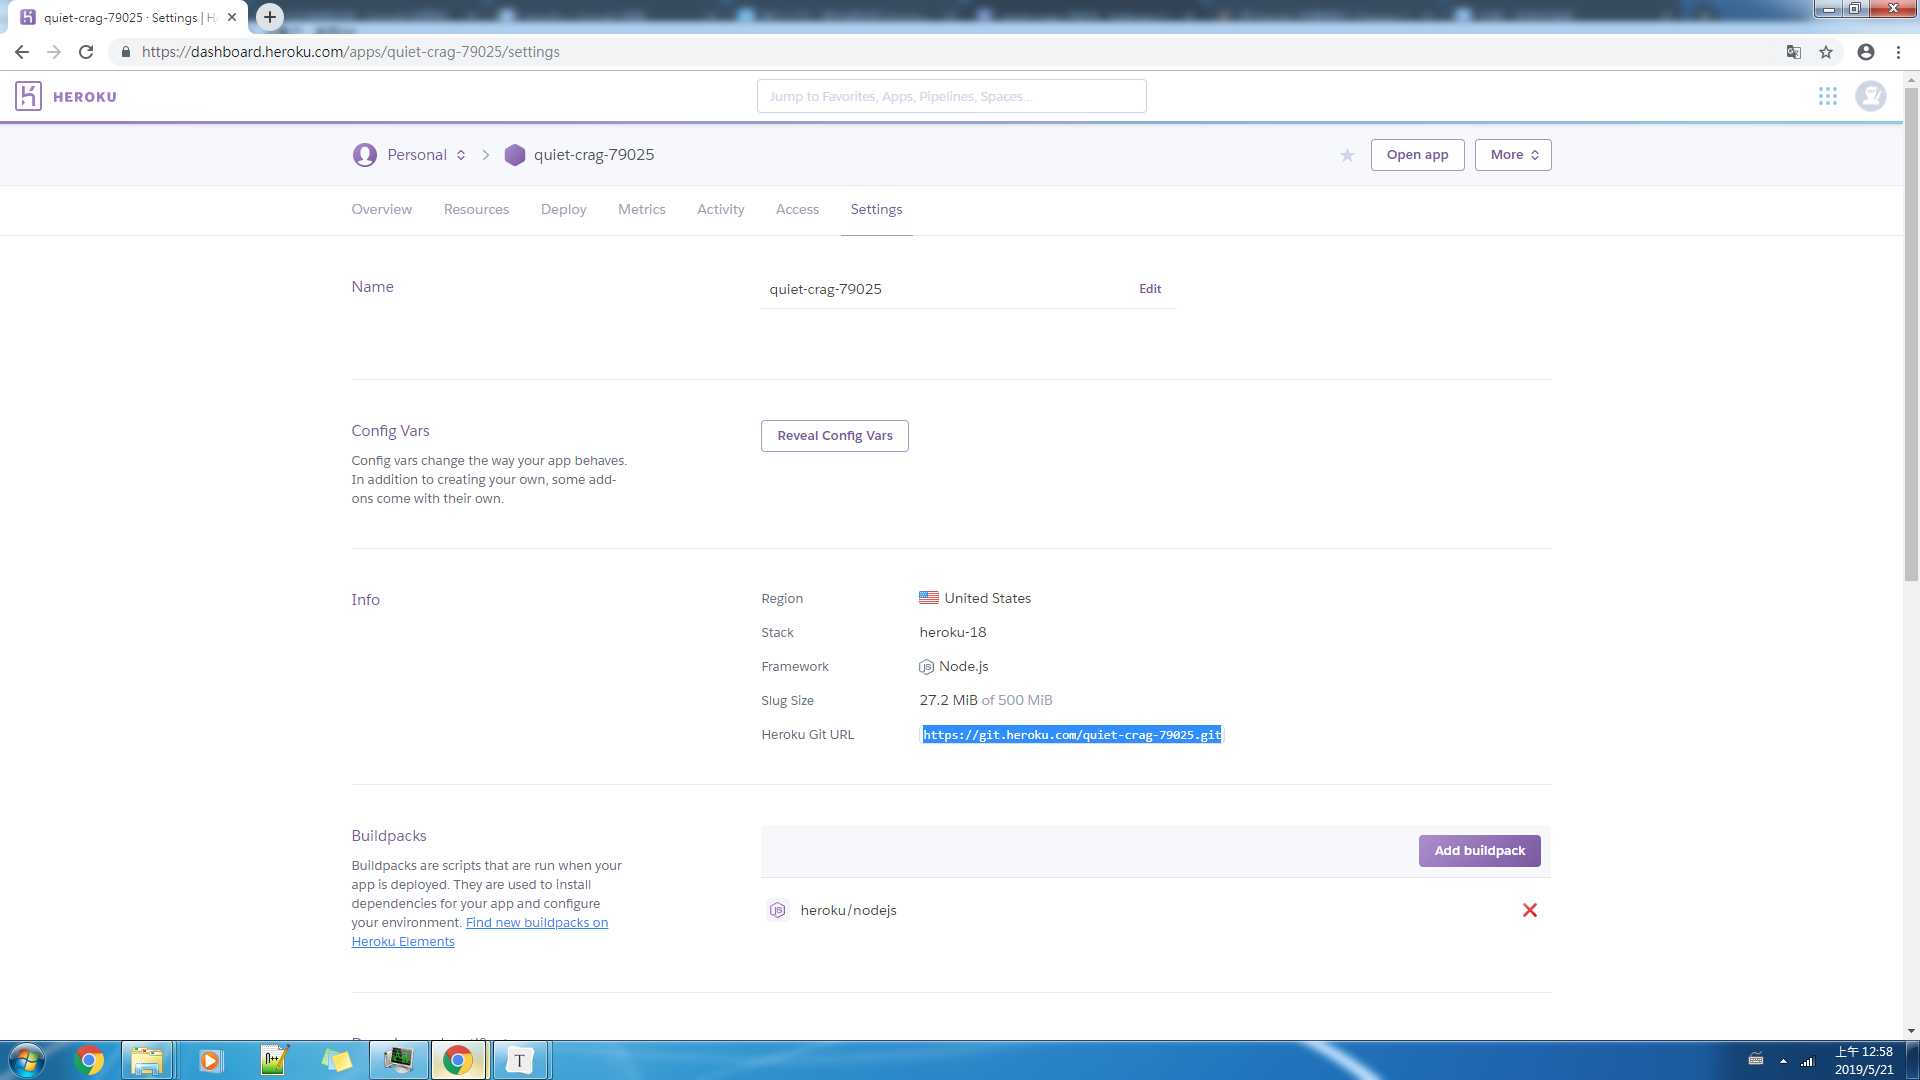 quiet-crag-79025 · Settings | H
https://dashboard.heroku.com/apps/quiet-crag-79025/settings
HEROKU
Jump to Favorites, Apps, Pipelines, Spaces...
Personal
quiet-crag-79025
Open app
More
Overview
Resources
Deploy
Metrics
Activity
Access
Settings
Name
quiet-crag-79025
Edit
Config Vars
Config vars change the way your app behaves.
In addition to creating your own, some add-
ons come with their own.
Reveal Config Vars
Info
Region
United States
Stack
heroku-18
Framework
Node.js
Slug Size
27.2 MiB of 500 MiB
Heroku Git URL
https://git.heroku.com/quiet-crag-79025.git
Buildpacks
Buildpacks are scripts that are run when your
app is deployed. They are used to install
dependencies for your app and configure
your environment. Find new buildpacks on
Heroku Elements
Add buildpack
heroku/nodejs
上午 12:58
2019/5/21